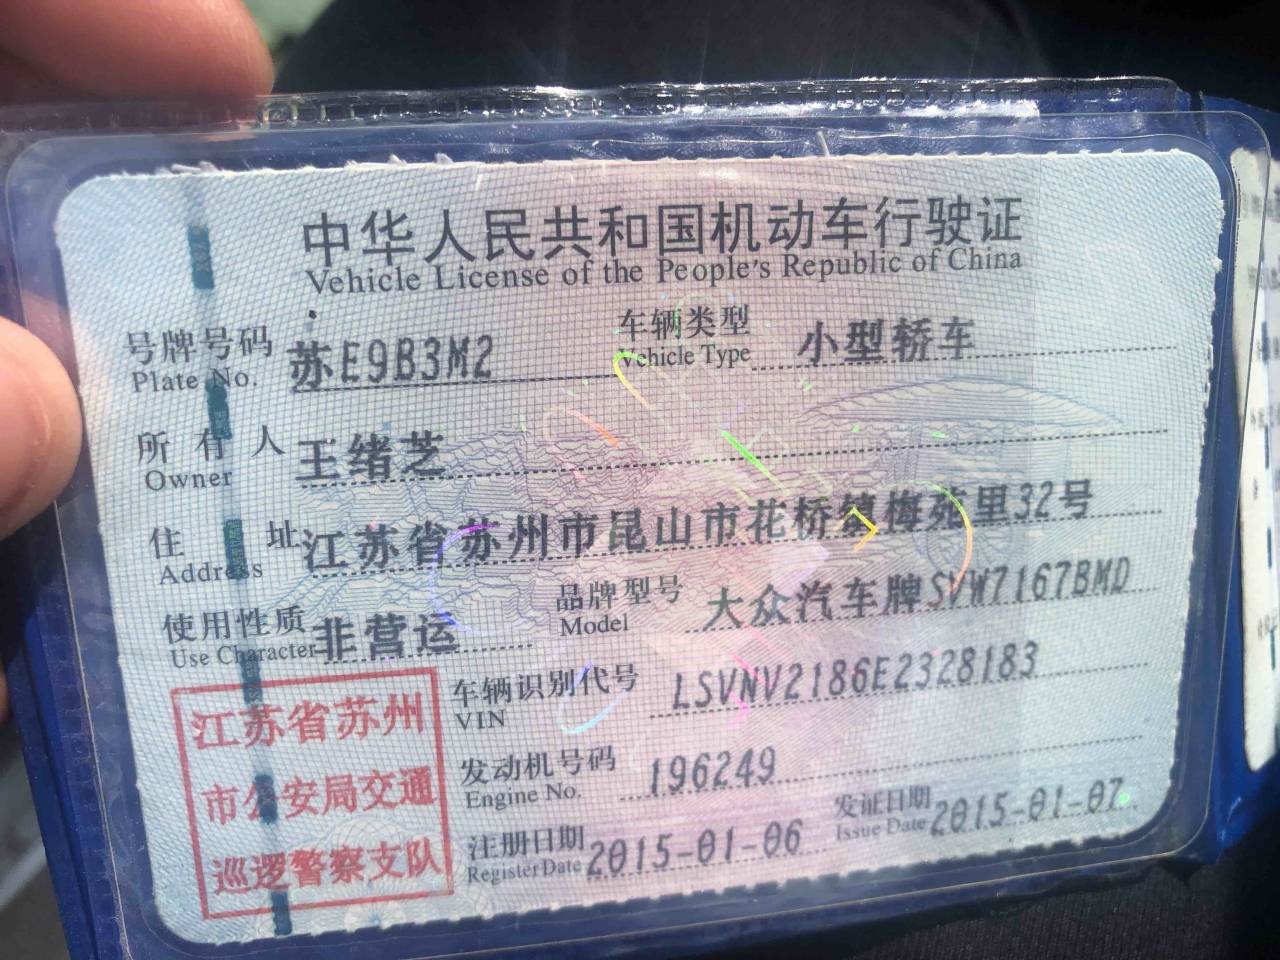 中华人民共和国机动车行驶证
Vehicle License of the People's Republic of China
号牌号码 苏E9B3M2 车辆类型 小型轿车
Plate No. Vehicle Type
所有人 王绪芝
Owner
住址 江苏省苏州市昆山市花桥镇梅苑里32号
Address
使用性质 非营运 品牌型号 大众汽车牌SVW7167BMD
Use Character Model
车辆识别代号 LSVNV2186E2328183
VIN
发动机号码 196249
Engine No.
注册日期 2015-01-06 发证日期 2015-01-07
Register Date Issue Date
江苏省苏州
市公安局交通
巡逻警察支队